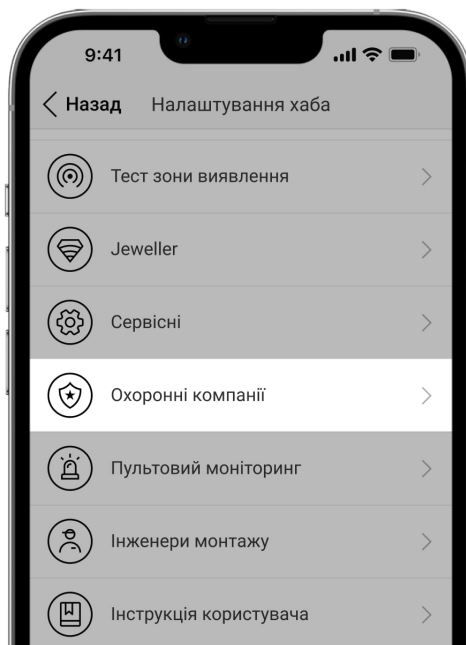 9:41
Назад Налаштування хаба
Тест зони виявлення
Jeweller
Сервісні
Охоронні компанії
Пультовий моніторинг
Інженери монтажу
Інструкція користувача